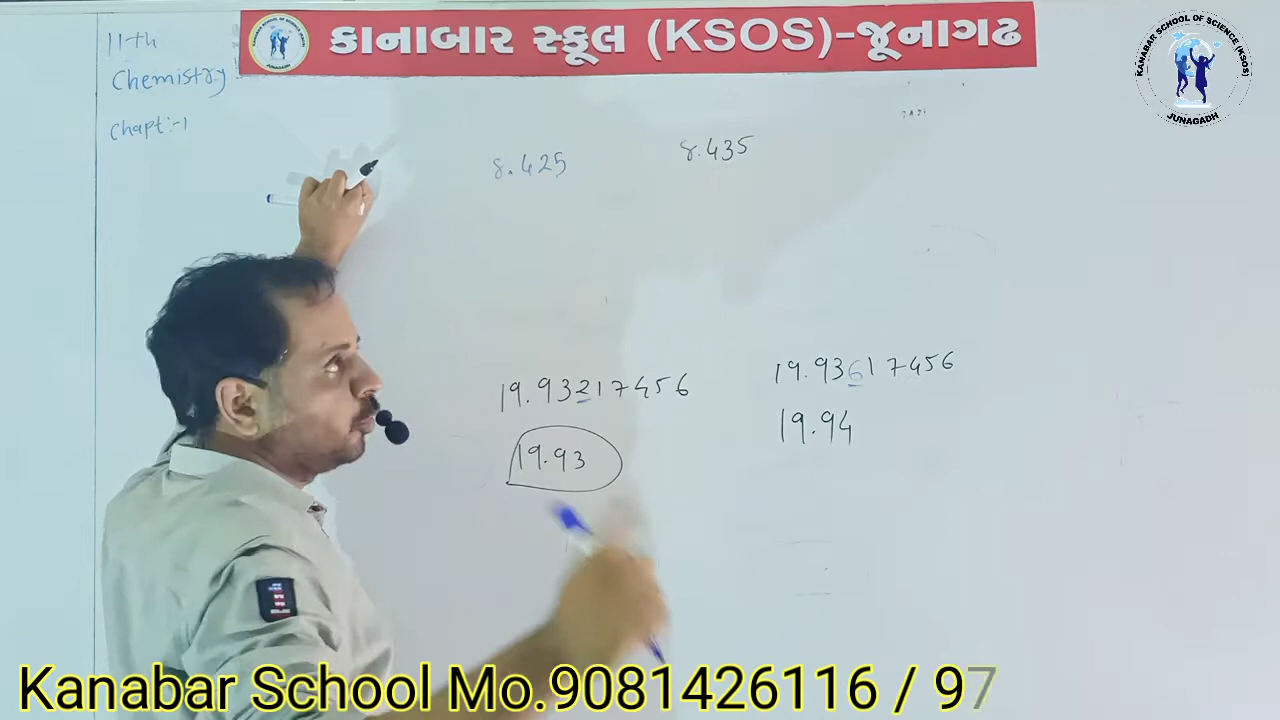 11th
Chemistry
Chapt:-1
કાનાબાર સ્કૂલ (KSOS)-જૂનાગઢ
KANABAR SCHOOL OF SCIENCE (KSOS)
JUNAGADH
8.425
8.435
19.93217456
19.93
19.93617456
19.94
Kanabar School Mo.9081426116 / 97